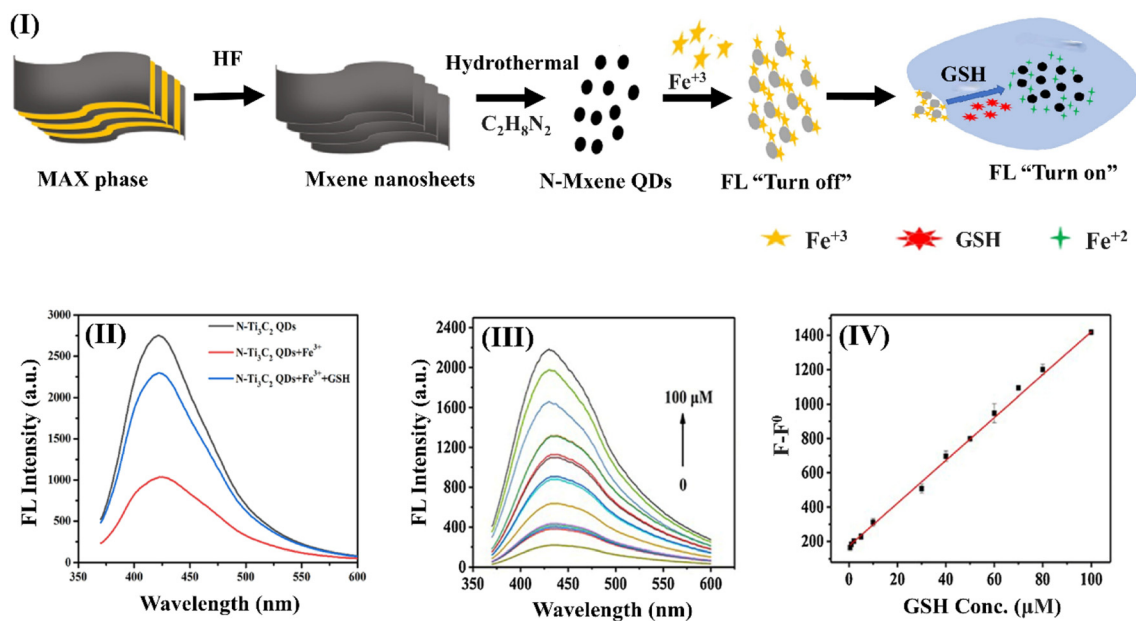 (I)
HF
Hydrothermal
C₂H₈N₂
Fe⁺³
GSH
MAX phase
Mxene nanosheets
N-Mxene QDs
FL “Turn off”
FL “Turn on”
Fe⁺³
GSH
Fe⁺²
(II)
N-Ti₃C₂ QDs
N-Ti₃C₂ QDs+Fe³⁺
N-Ti₃C₂ QDs+Fe³⁺+GSH
FL Intensity (a.u.)
3000
2500
2000
1500
1000
500
0
400 450 500 550 600
Wavelength (nm)
(III)
100 μM
0
FL Intensity (a.u.)
2400
2000
1600
1200
800
400
0
350 400 450 500 550 600
Wavelength (nm)
(IV)
F-F⁰
1400
1200
1000
800
600
400
200
0 20 40 60 80 100
GSH Conc. (μM)